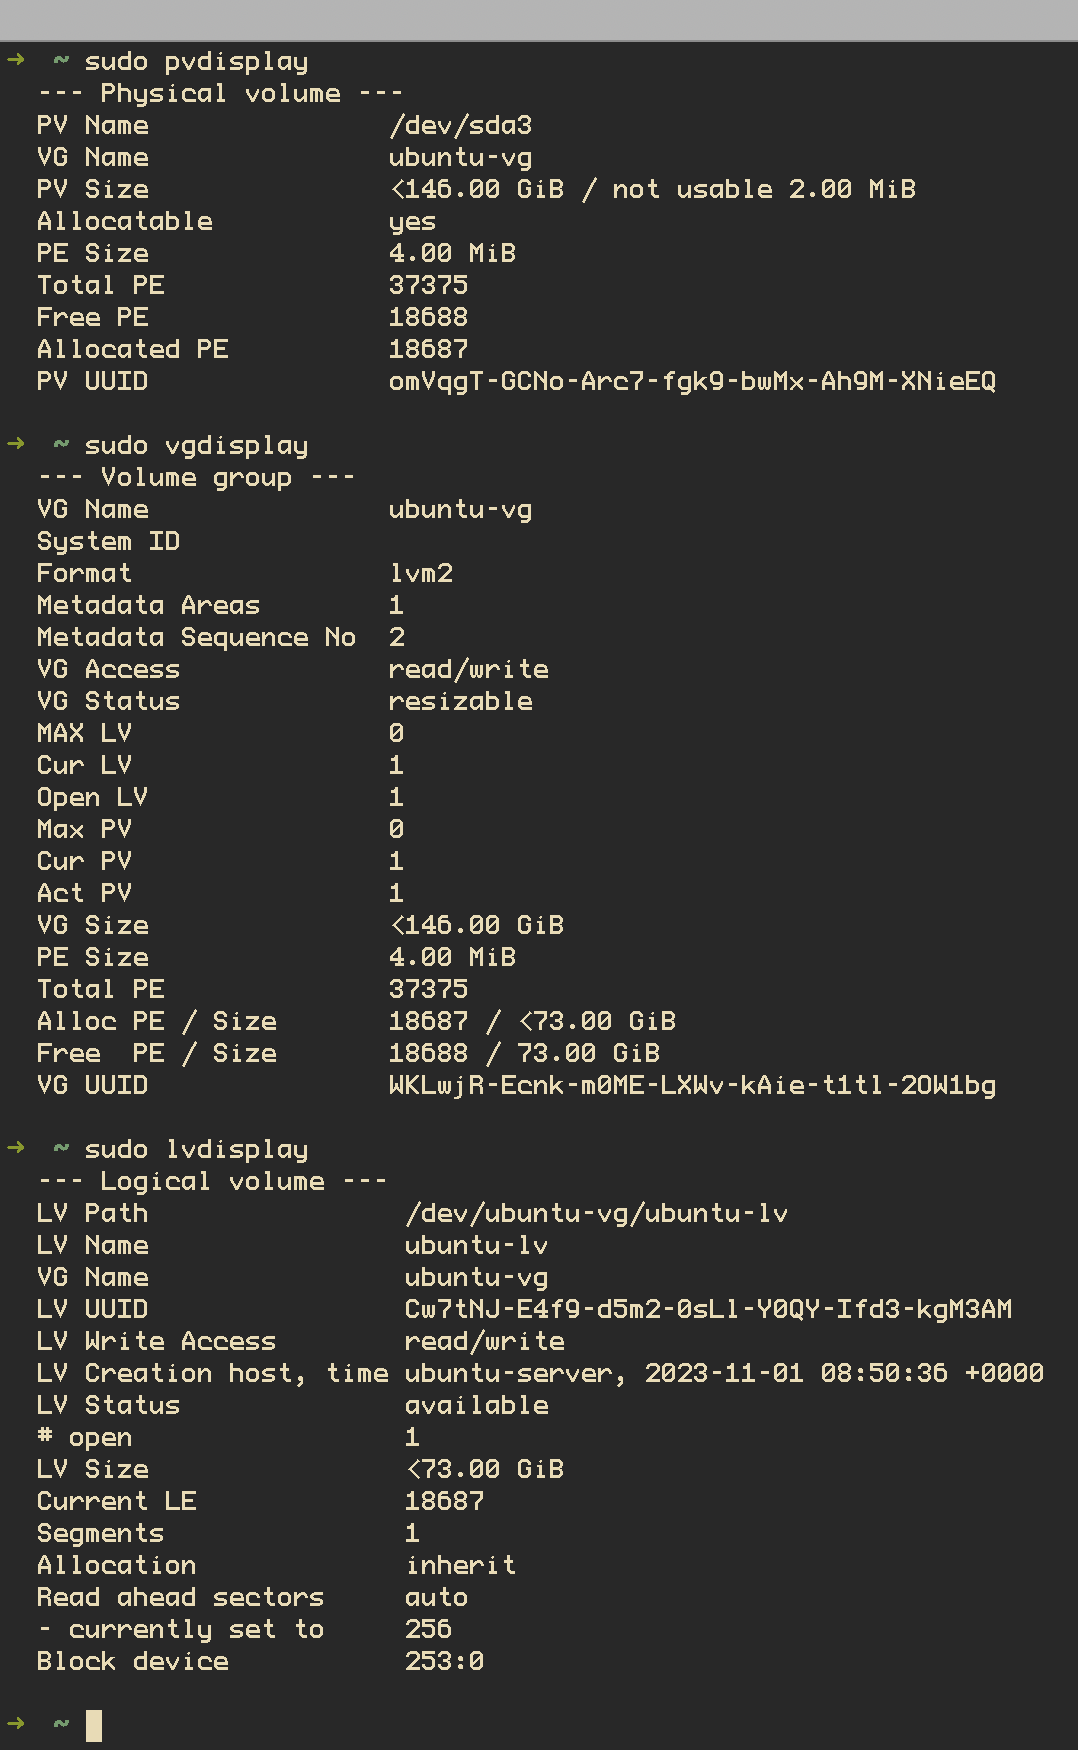 ➜  ~ sudo pvdisplay
  --- Physical volume ---
  PV Name               /dev/sda3
  VG Name               ubuntu-vg
  PV Size               <146.00 GiB / not usable 2.00 MiB
  Allocatable           yes
  PE Size               4.00 MiB
  Total PE              37375
  Free PE               18688
  Allocated PE          18687
  PV UUID               omVqgT-GCNo-Arc7-fgk9-bwMx-Ah9M-XNieEQ

➜  ~ sudo vgdisplay
  --- Volume group ---
  VG Name               ubuntu-vg
  System ID
  Format                lvm2
  Metadata Areas        1
  Metadata Sequence No  2
  VG Access             read/write
  VG Status             resizable
  MAX LV                0
  Cur LV                1
  Open LV               1
  Max PV                0
  Cur PV                1
  Act PV                1
  VG Size               <146.00 GiB
  PE Size               4.00 MiB
  Total PE              37375
  Alloc PE / Size       18687 / <73.00 GiB
  Free  PE / Size       18688 / 73.00 GiB
  VG UUID               WKLwjR-Ecnk-m0ME-LXWv-kAie-t1tl-2OW1bg

➜  ~ sudo lvdisplay
  --- Logical volume ---
  LV Path                /dev/ubuntu-vg/ubuntu-lv
  LV Name                ubuntu-lv
  VG Name                ubuntu-vg
  LV UUID                Cw7tNJ-E4f9-d5m2-0sLl-Y0QY-Ifd3-kgM3AM
  LV Write Access        read/write
  LV Creation host, time ubuntu-server, 2023-11-01 08:50:36 +0000
  LV Status              available
  # open                 1
  LV Size                <73.00 GiB
  Current LE             18687
  Segments               1
  Allocation             inherit
  Read ahead sectors     auto
  - currently set to     256
  Block device           253:0

➜  ~